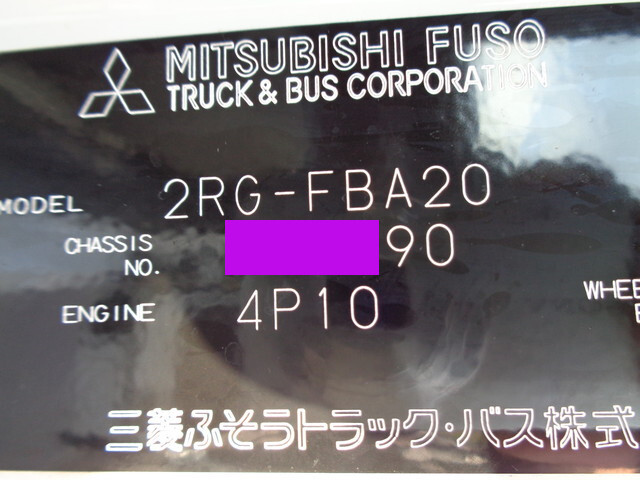 MITSUBISHI FUSO
TRUCK & BUS CORPORATION
MODEL 2RG-FBA20
CHASSIS NO. 90
ENGINE 4P10
WHEE
三菱ふそうトラック・バス株式